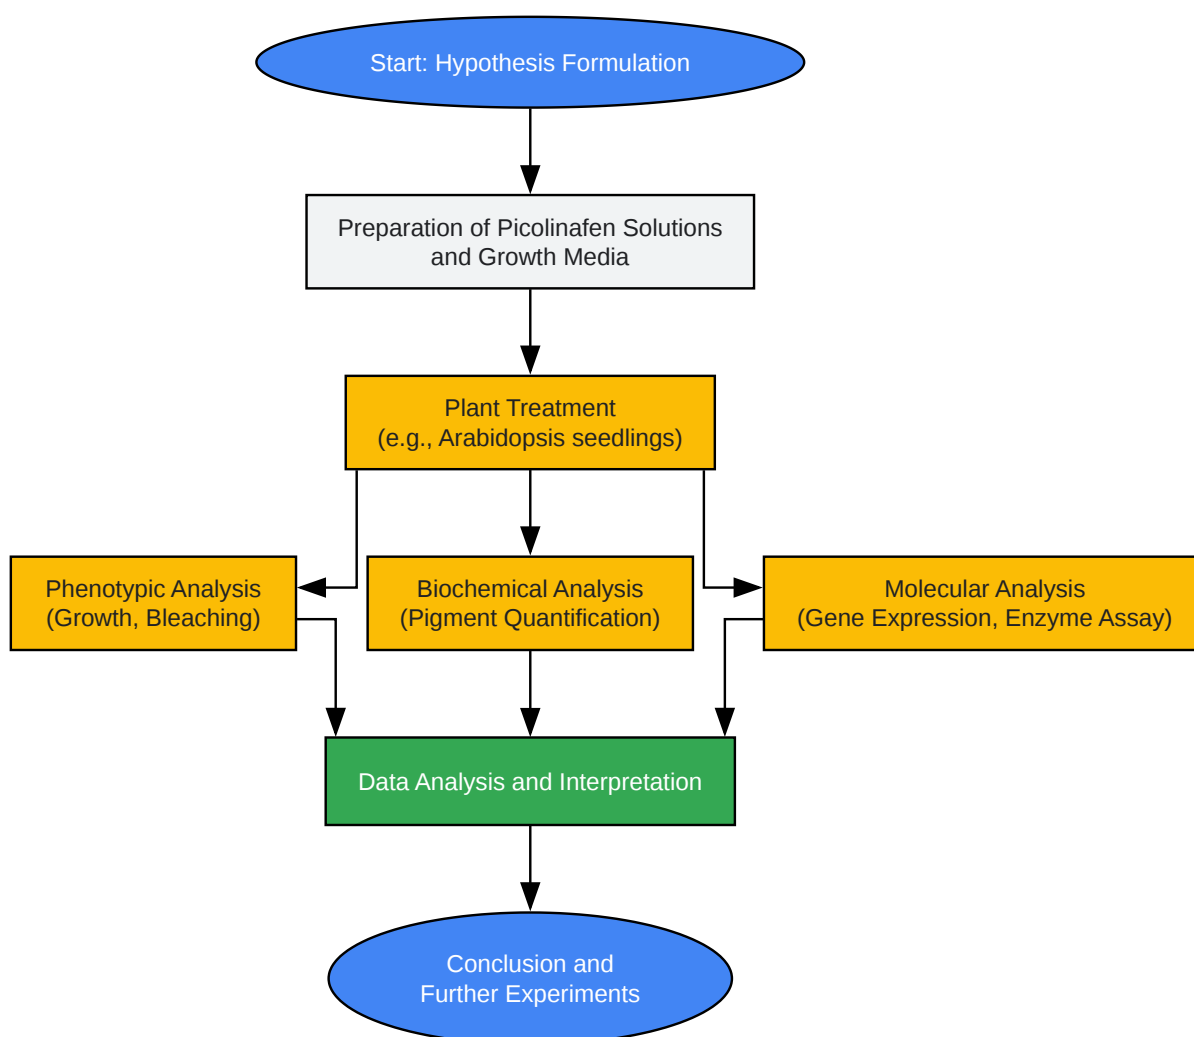 Start: Hypothesis Formulation
Preparation of Picolinafen Solutions
and Growth Media
Plant Treatment
(e.g., Arabidopsis seedlings)
Phenotypic Analysis
(Growth, Bleaching)
Biochemical Analysis
(Pigment Quantification)
Molecular Analysis
(Gene Expression, Enzyme Assay)
Data Analysis and Interpretation
Conclusion and
Further Experiments